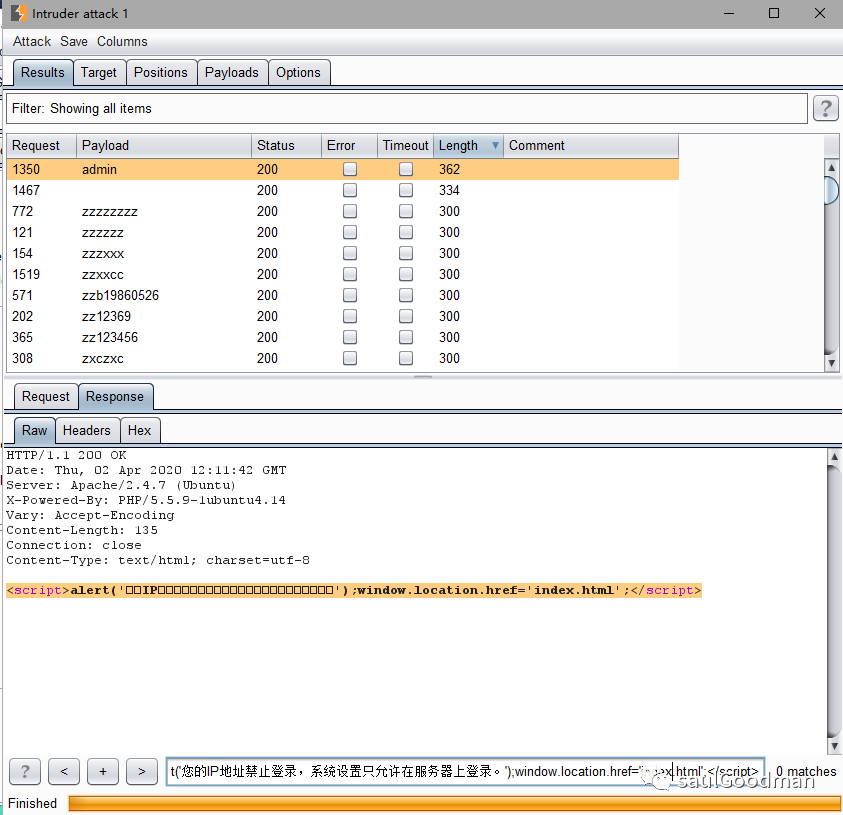 Intruder attack 1
Attack Save Columns
Results Target Positions Payloads Options
Filter: Showing all items ?
Request Payload Status Error Timeout Length Comment
1350 admin 200 362
1467 200 334
772 zzzzzzzz 200 300
121 zzzzzz 200 300
154 zzzxxx 200 300
1519 zzxxcc 200 300
571 zzb19860526 200 300
202 zz12369 200 300
365 zz123456 200 300
308 zxczxc 200 300
Request Response
Raw Headers Hex
HTTP/1.1 200 OK
Date: Thu, 02 Apr 2020 12:11:42 GMT
Server: Apache/2.4.7 (Ubuntu)
X-Powered-By: PHP/5.5.9-1ubuntu4.14
Vary: Accept-Encoding
Content-Length: 135
Connection: close
Content-Type: text/html; charset=utf-8
<script>alert('□□IP□□□□□□□□□□□□□□□□□□□□□□');window.location.href='index.html';</script>
? < + > t('您的IP地址禁止登录，系统设置只允许在服务器上登录。');window.location.href='index.html';</script> 0 matches
saulGoodman
Finished